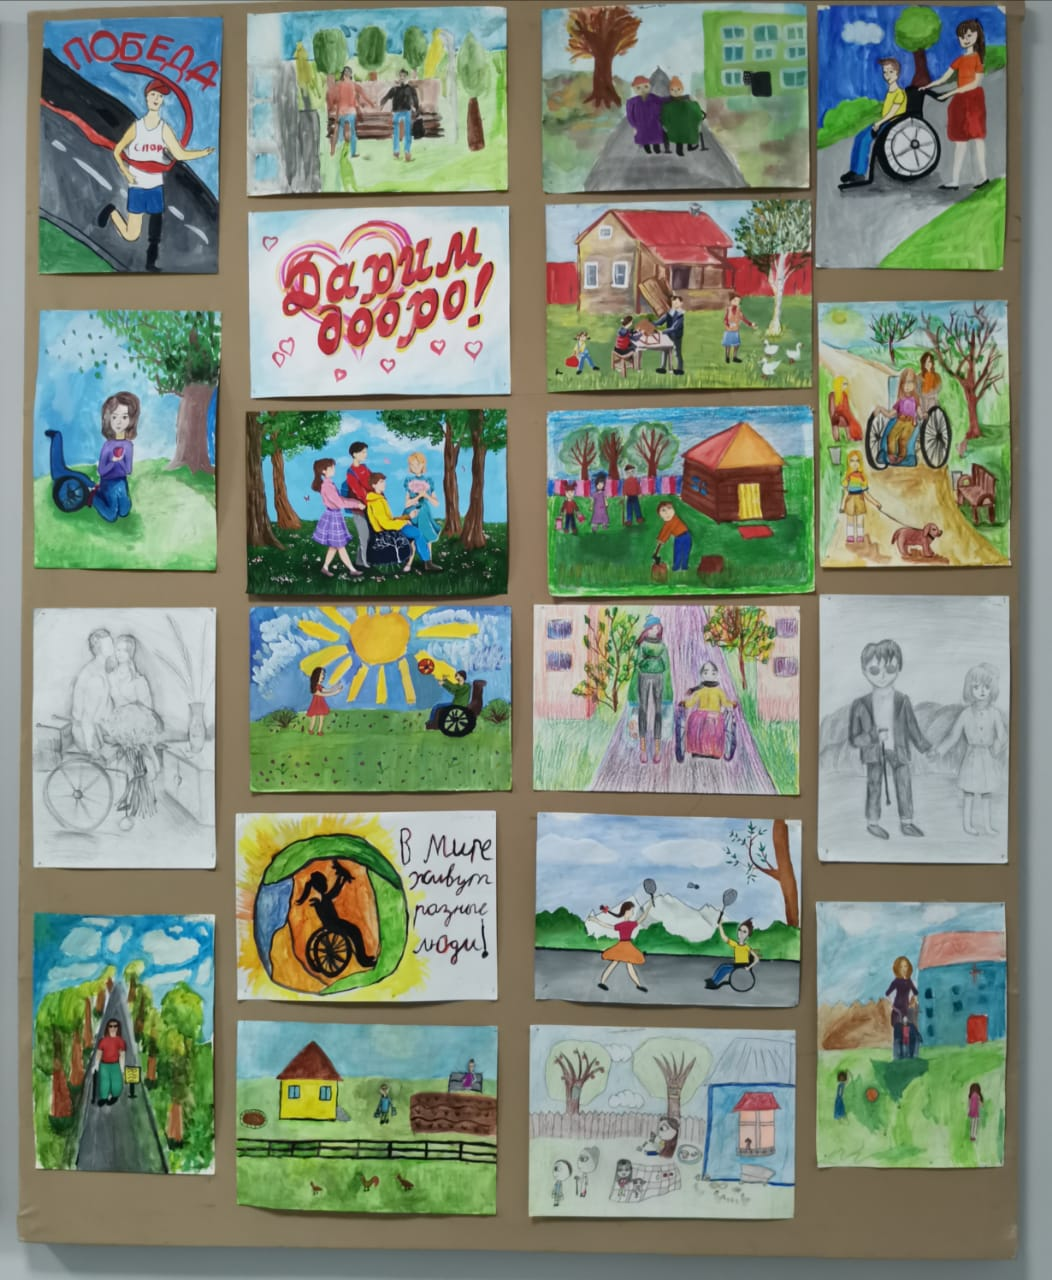 ПОБЕДА
СПОРТ
Дарим
добро!
В мире
живут
разные
люди!